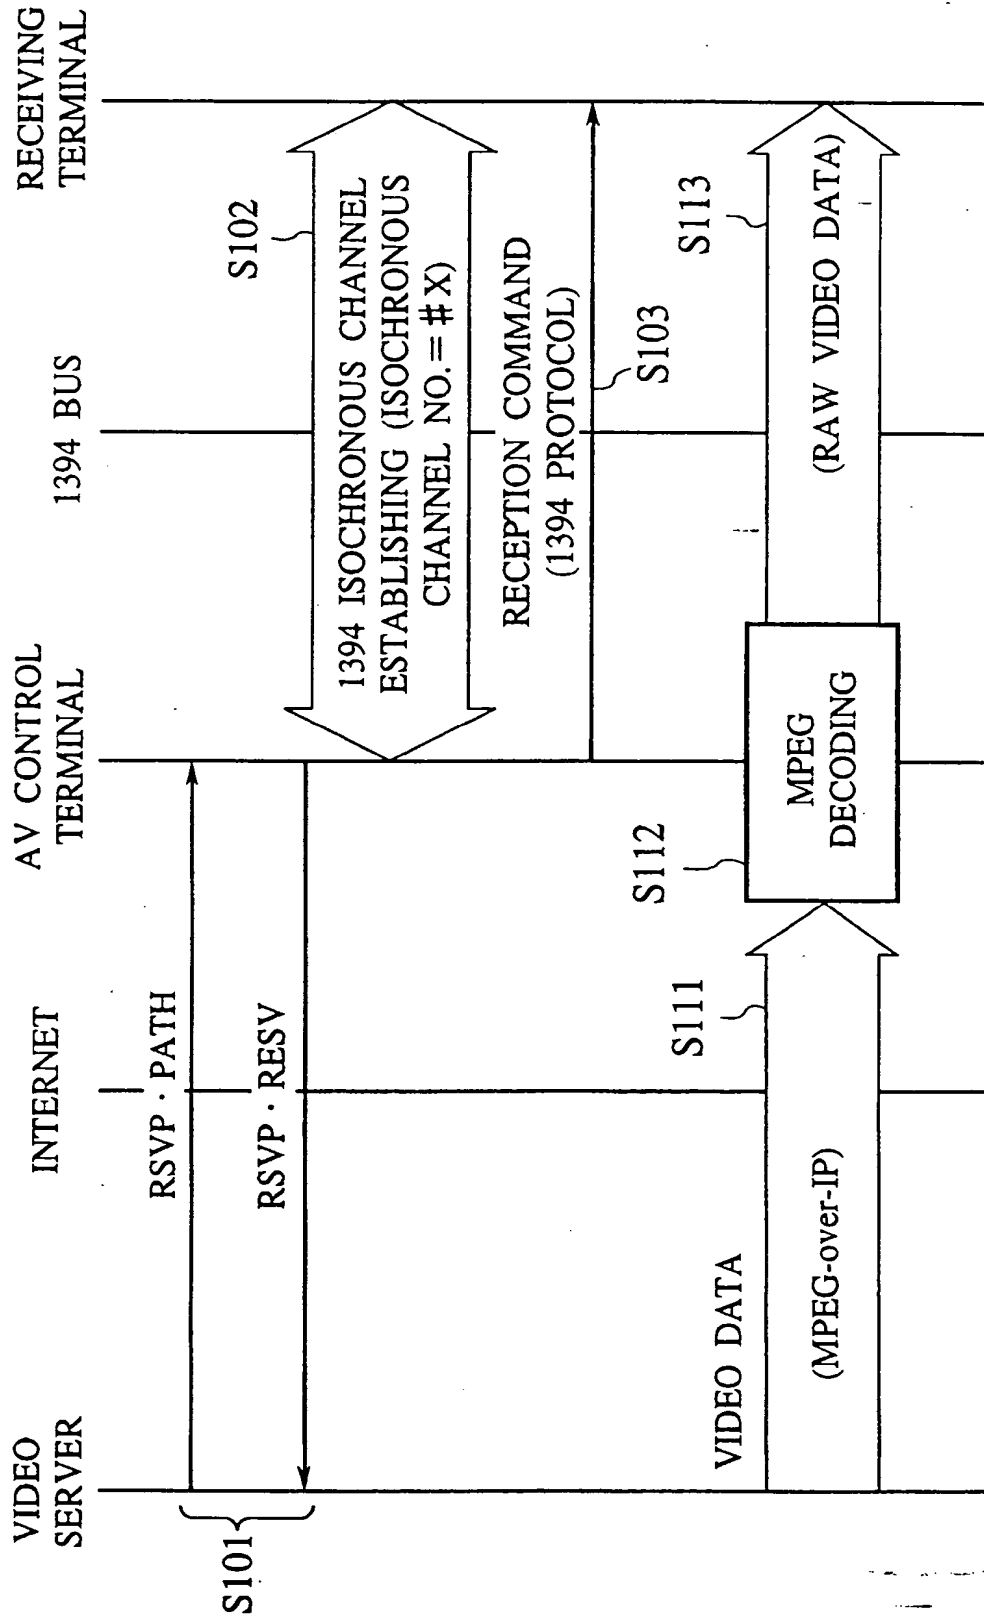 VIDEO
SERVER
INTERNET
AV CONTROL
TERMINAL
1394 BUS
RECEIVING
TERMINAL
S101
RSVP · PATH
RSVP · RESV
S102
1394 ISOCHRONOUS CHANNEL
ESTABLISHING (ISOCHRONOUS
CHANNEL NO.=#X)
RECEPTION COMMAND
(1394 PROTOCOL)
S103
VIDEO DATA
S111
(MPEG-over-IP)
S112
MPEG
DECODING
S113
(RAW VIDEO DATA)